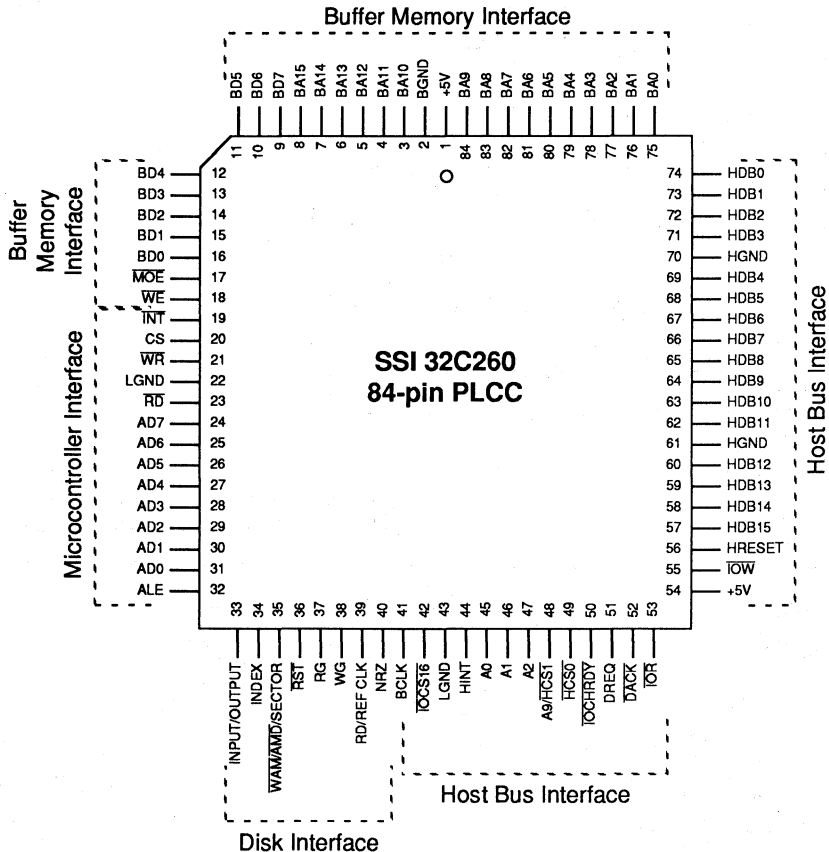 Buffer Memory Interface
BD5 BD6 BD7 BA15 BA14 BA13 BA12 BA11 BA10 BGND +5V BA9 BA8 BA7 BA6 BA5 BA4 BA3 BA2 BA1 BA0
11 10 9 8 7 6 5 4 3 2 1 84 83 82 81 80 79 78 77 76 75
Buffer Memory Interface
BD4 12
BD3 13
BD2 14
BD1 15
BD0 16
MOE 17
WE 18
Microcontroller Interface
INT 19
CS 20
WR 21
LGND 22
RD 23
AD7 24
AD6 25
AD5 26
AD4 27
AD3 28
AD2 29
AD1 30
AD0 31
ALE 32
SSI 32C260
84-pin PLCC
74 HDB0
73 HDB1
72 HDB2
71 HDB3
70 HGND
69 HDB4
68 HDB5
67 HDB6
66 HDB7
65 HDB8
64 HDB9
63 HDB10
62 HDB11
61 HGND
60 HDB12
59 HDB13
58 HDB14
57 HDB15
56 HRESET
55 IOW
54 +5V
Host Bus Interface
33 34 35 36 37 38 39 40 41 42 43 44 45 46 47 48 49 50 51 52 53
INPUT/OUTPUT INDEX WAM/AMD/SECTOR RST RG WG RD/REF CLK NRZ BCLK IOCS16 LGND HINT A0 A1 A2 A9/HCS1 HCS0 IOCHRDY DREQ DACK IOR
Host Bus Interface
Disk Interface